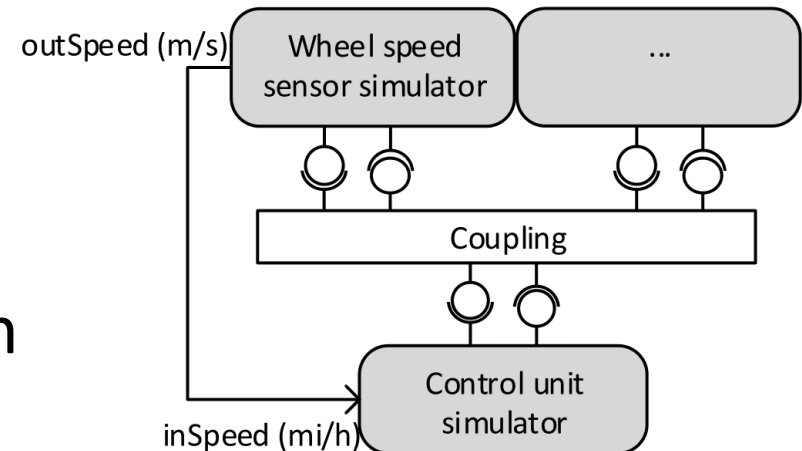 outSpeed (m/s)
Wheel speed
sensor simulator
...
Coupling
n
Control unit
simulator
inSpeed (mi/h)